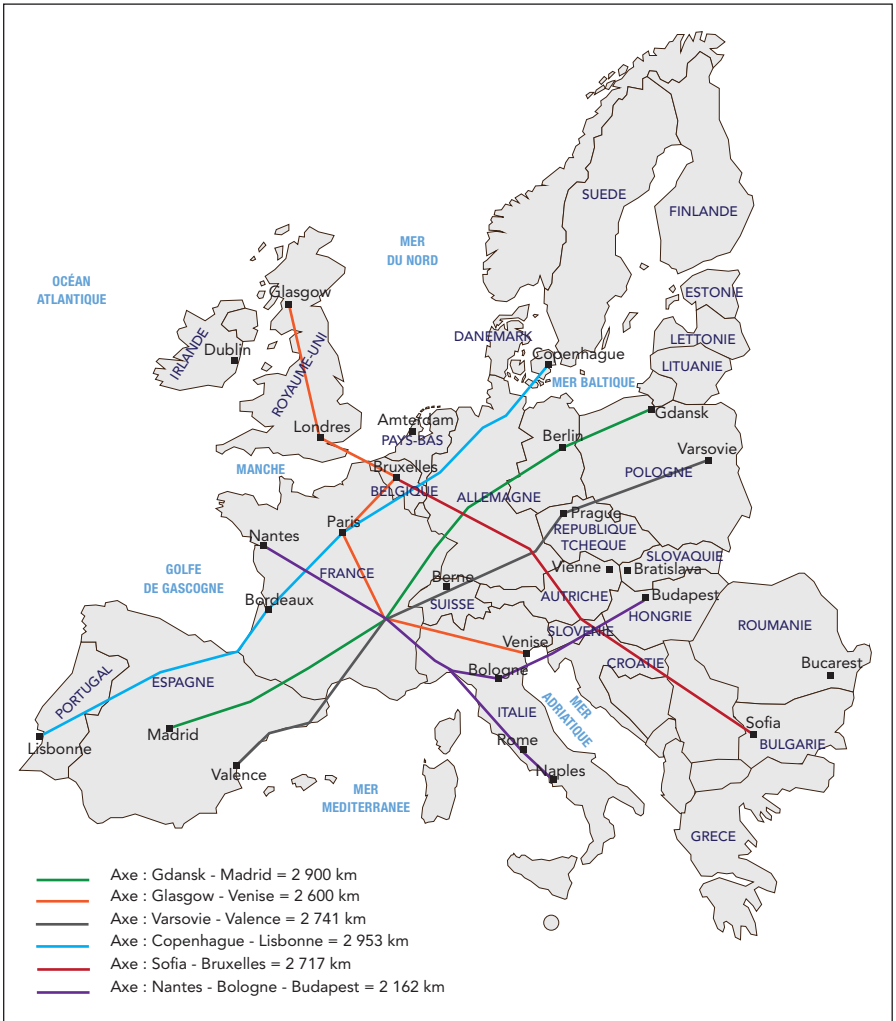 SUEDE
FINLANDE
MER
DU NORD
OCÉAN
ATLANTIQUE
Glasgow
ESTONIE
DANEMARK
LETTONIE
Dublin
IRLANDE
ROYAUME-UNI
Copenhague
LITUANIE
MER BALTIQUE
Gdansk
Amterdam
Londres
PAYS-BAS
Berlin
Varsovie
MANCHE
Bruxelles
POLOGNE
BELGIQUE
ALLEMAGNE
Prague
Paris
REPUBLIQUE
TCHEQUE
Nantes
SLOVAQUIE
GOLFE
DE GASCOGNE
FRANCE
Berne
Vienne
Bratislava
Bordeaux
SUISSE
AUTRICHE
Budapest
HONGRIE
ROUMANIE
SLOVENIE
Venise
CROATIE
Bucarest
PORTUGAL
ESPAGNE
Bologne
MER
ADRIATIQUE
ITALIE
Sofia
BULGARIE
Lisbonne
Madrid
Rome
Valence
Naples
MER
MEDITERRANEE
GRECE
Axe : Gdansk - Madrid = 2 900 km
Axe : Glasgow - Venise = 2 600 km
Axe : Varsovie - Valence = 2 741 km
Axe : Copenhague - Lisbonne = 2 953 km
Axe : Sofia - Bruxelles = 2 717 km
Axe : Nantes - Bologne - Budapest = 2 162 km